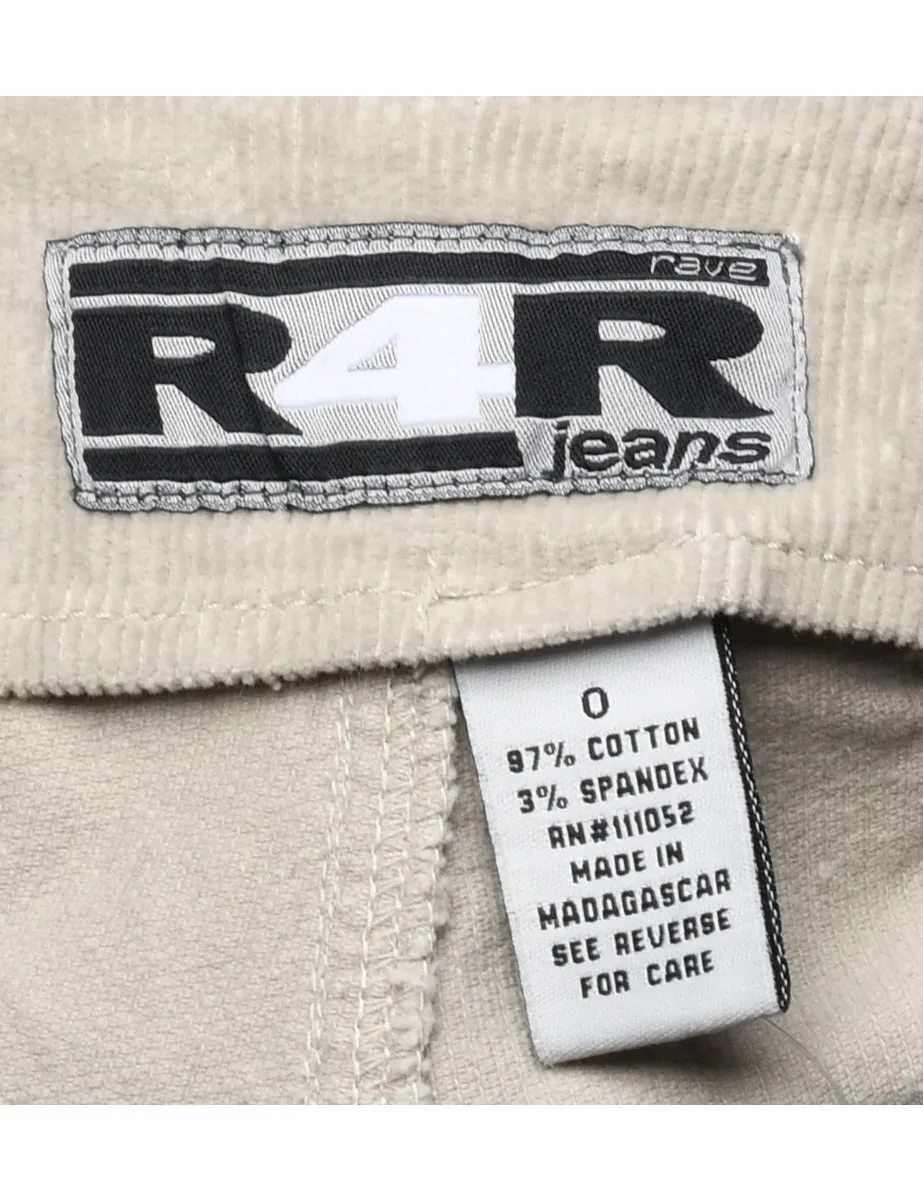 rave
R4R
jeans
0
97% COTTON
3% SPANDEX
RN#111052
MADE IN
MADAGASCAR
SEE REVERSE
FOR CARE